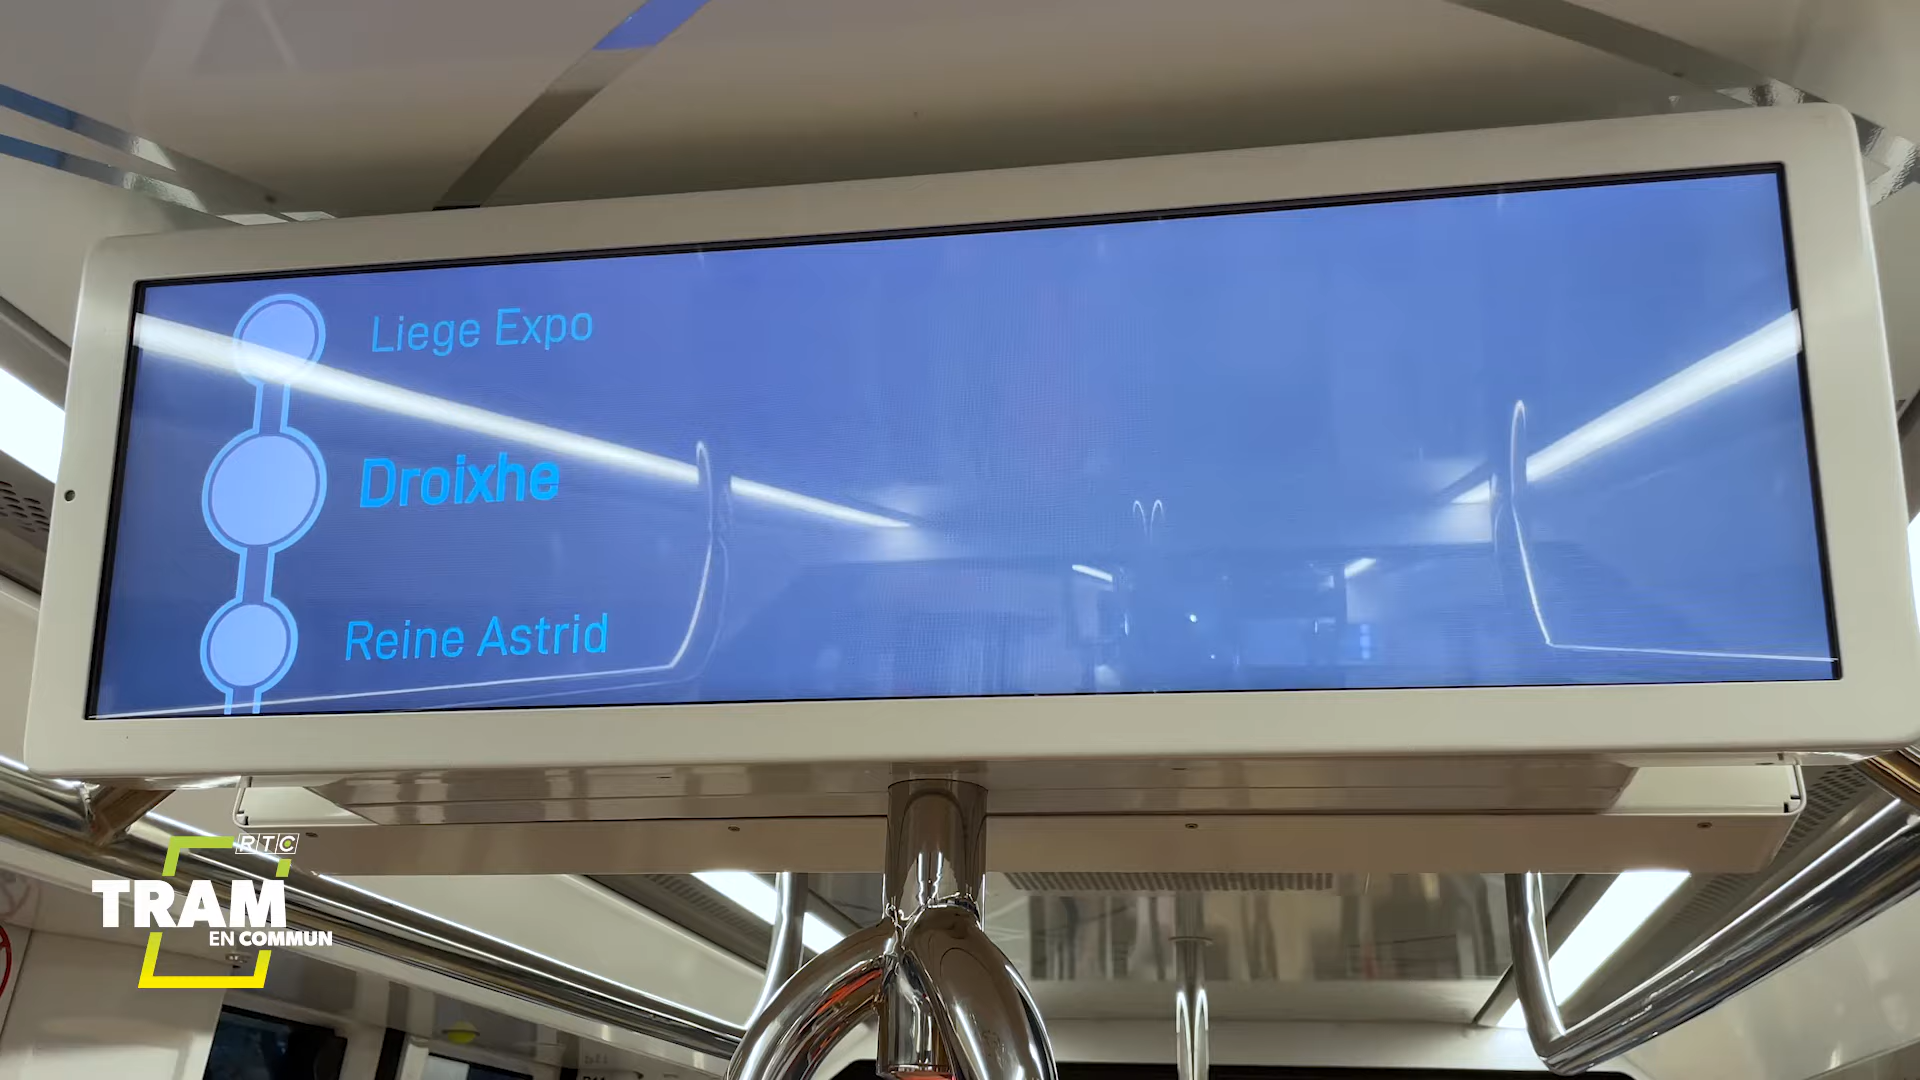 Liege Expo
Droixhe
Reine Astrid
RTC
TRAM
EN COMMUN